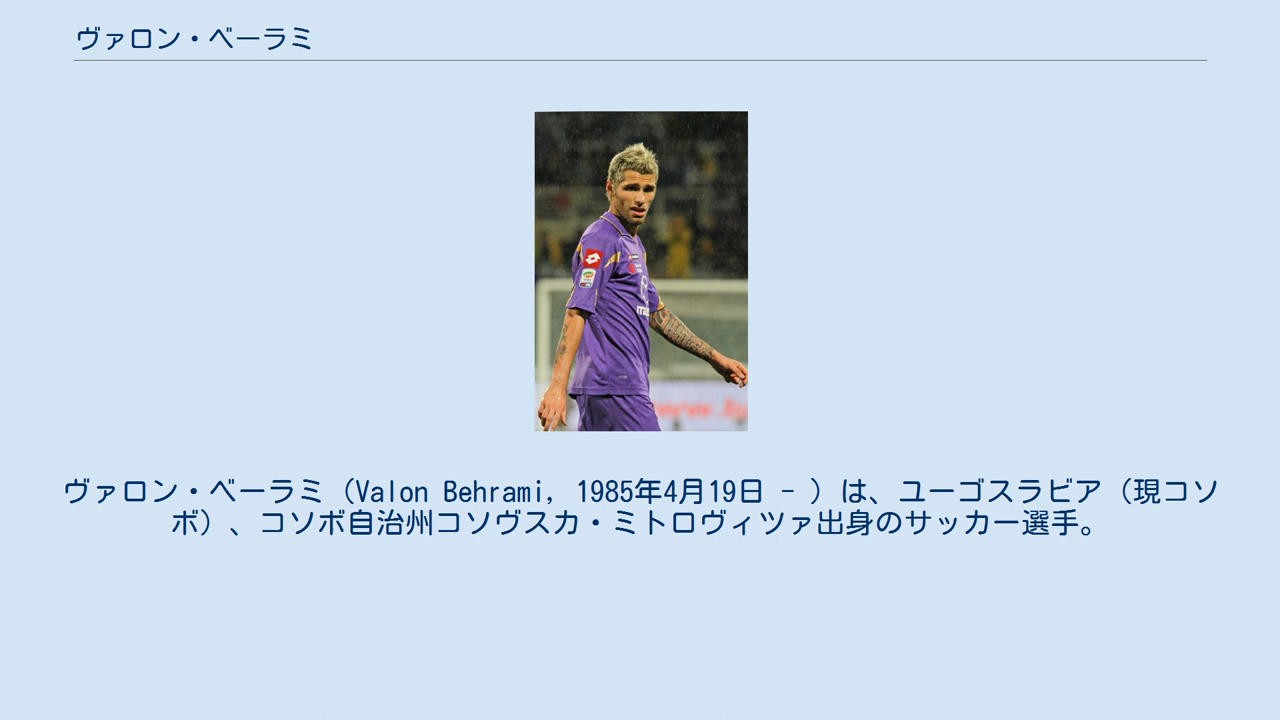 ヴァロン・ベーラミ
ヴァロン・ベーラミ（Valon Behrami, 1985年4月19日 - ）は、ユーゴスラビア（現コソ
ボ）、コソボ自治州コソヴスカ・ミトロヴィツァ出身のサッカー選手。